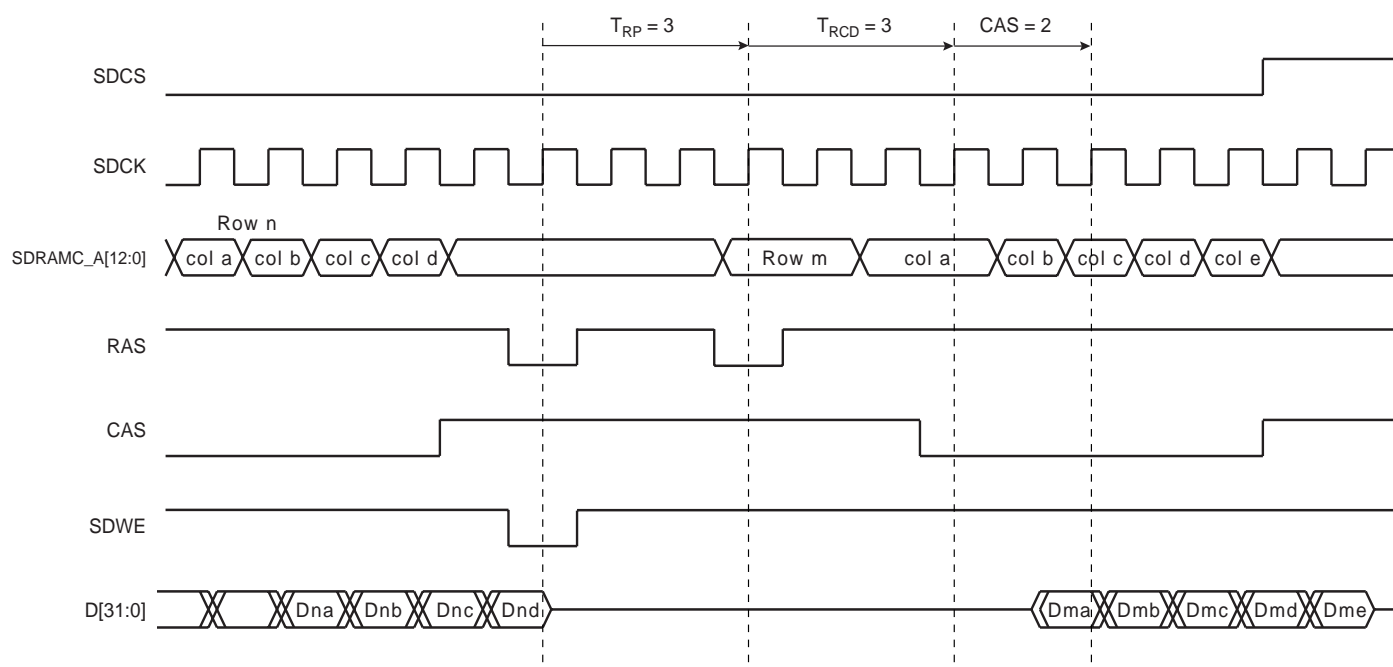 T_RP = 3 T_RCD = 3 CAS = 2
SDCS
SDCK
Row n
SDRAMC_A[12:0] col a col b col c col d Row m col a col b col c col d col e
RAS
CAS
SDWE
D[31:0] Dna Dnb Dnc Dnd Dma Dmb Dmc Dmd Dme